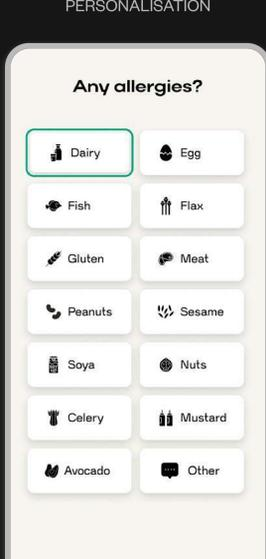 PERSONALISATION
Any allergies?
Dairy Egg
Fish Flax
Gluten Meat
Peanuts Sesame
Soya Nuts
Celery Mustard
Avocado Other